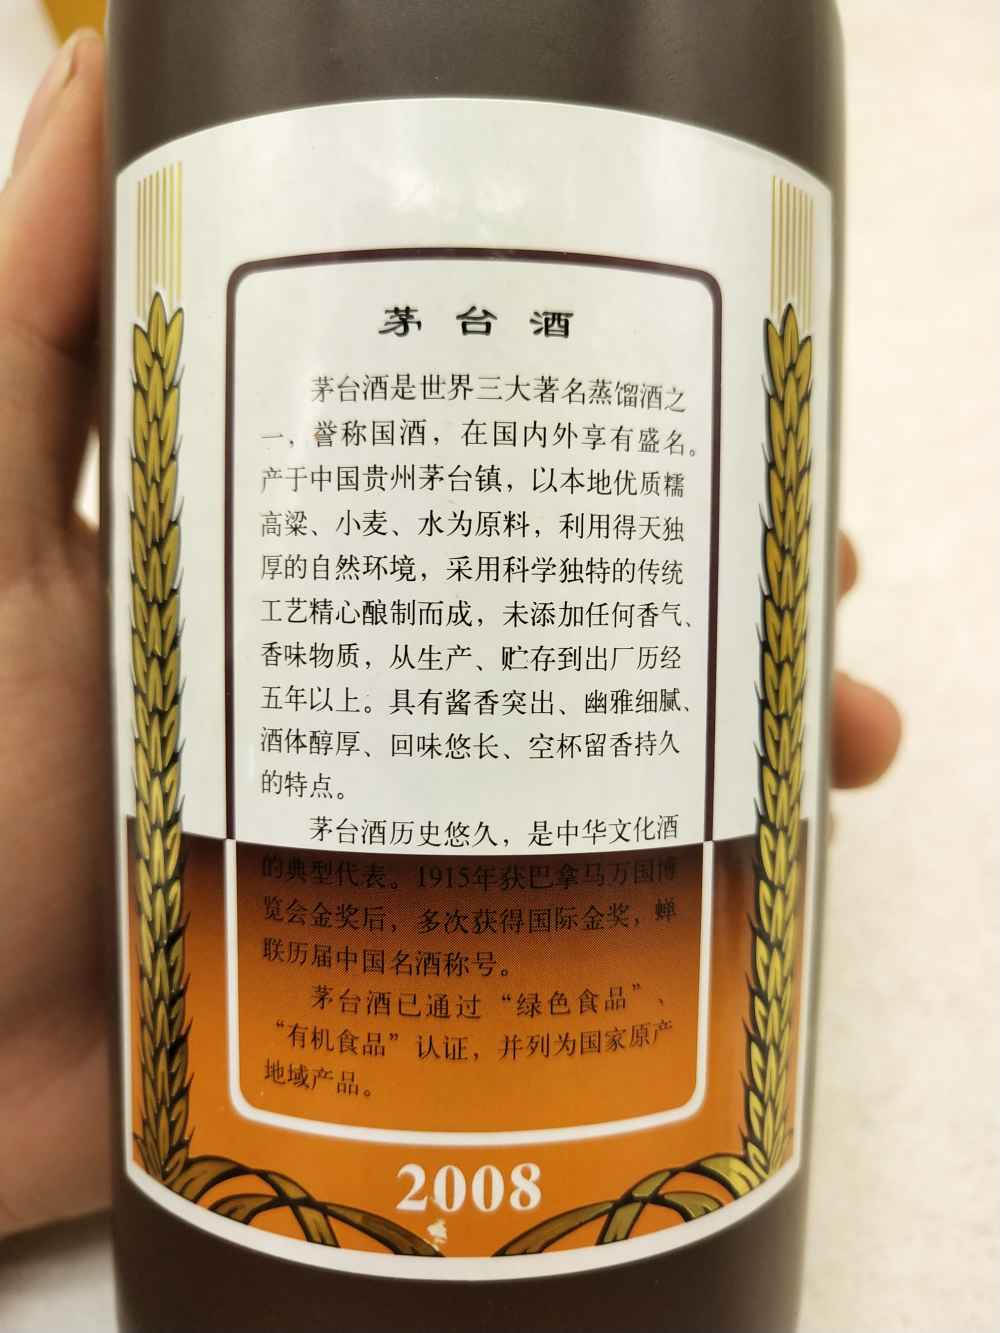 茅台酒
茅台酒是世界三大著名蒸馏酒之
一，誉称国酒，在国内外享有盛名。
产于中国贵州茅台镇，以本地优质糯
高粱、小麦、水为原料，利用得天独
厚的自然环境，采用科学独特的传统
工艺精心酿制而成，未添加任何香气、
香味物质，从生产、贮存到出厂历经
五年以上。具有酱香突出、幽雅细腻、
酒体醇厚、回味悠长、空杯留香持久
的特点。
茅台酒历史悠久，是中华文化酒
的典型代表。1915年获巴拿马万国博
览会金奖后，多次获得国际金奖，蝉
联历届中国名酒称号。
茅台酒已通过“绿色食品”、
“有机食品”认证，并列为国家原产
地域产品。
2008